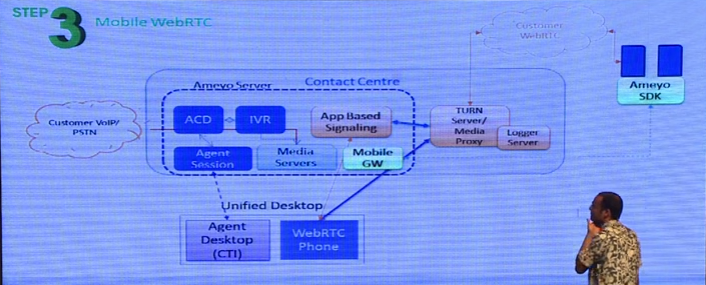 STEP 3 Mobile WebRTC
Customer
WebRTC
Ameyo Server
Contact Centre
Ameyo
SDK
Customer VoIP/
PSTN
ACD
IVR
App Based
Signaling
TURN
Server/
Media
Proxy
Logger
Server
Agent
Session
Media
Servers
Mobile
GW
Unified Desktop
Agent
Desktop
(CTI)
WebRTC
Phone